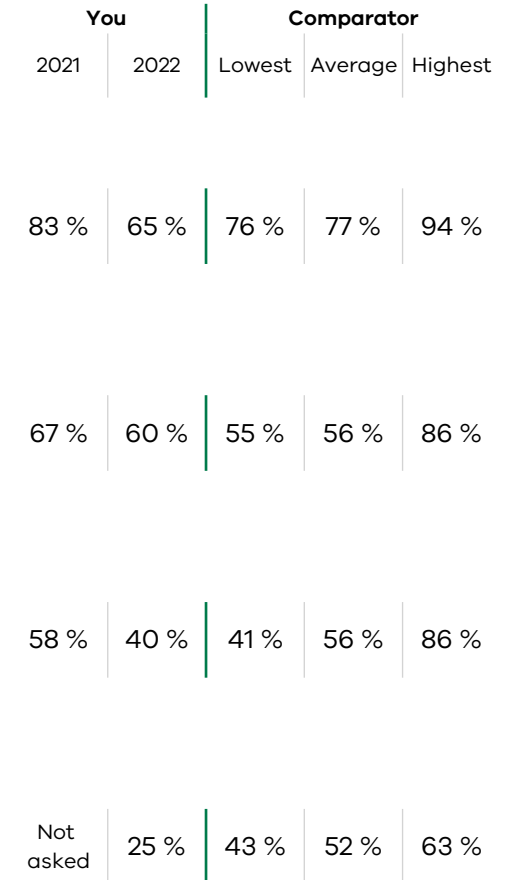 You Comparator
2021 2022 Lowest Average Highest
83 % 65 % 76 % 77 % 94 %
67 % 60 % 55 % 56 % 86 %
58 % 40 % 41 % 56 % 86 %
Not
asked 25 % 43 % 52 % 63 %